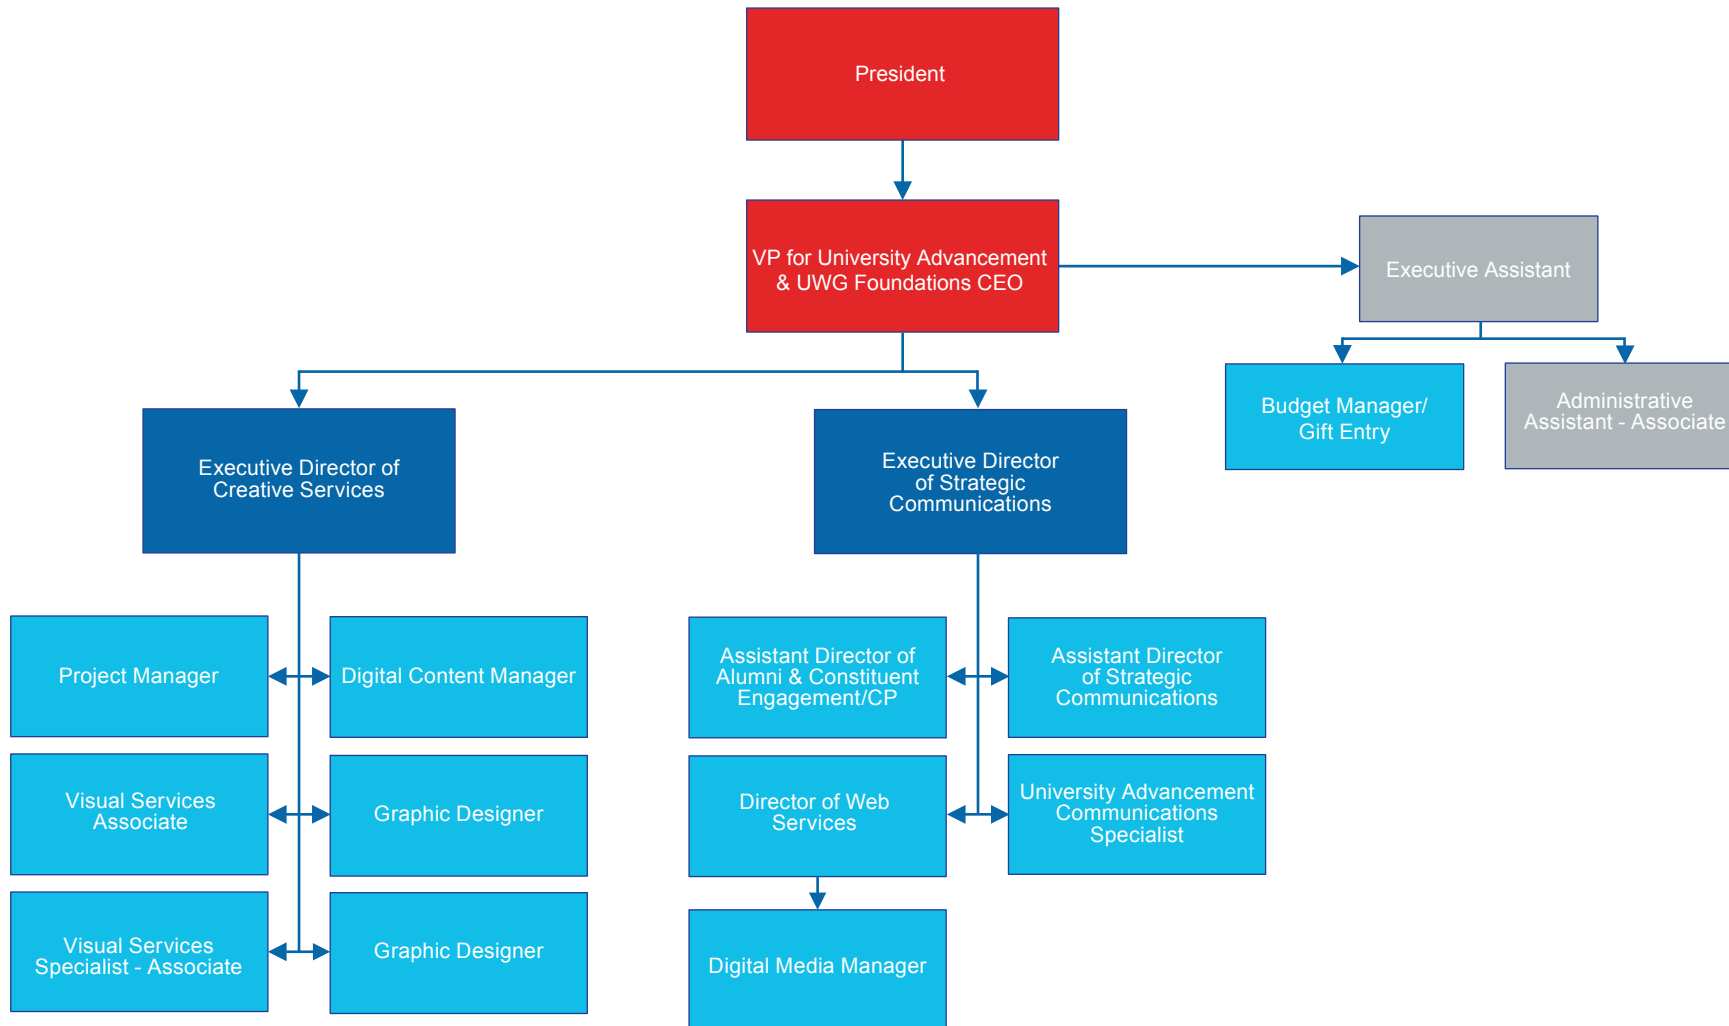 President
VP for University Advancement
& UWG Foundations CEO
Executive Assistant
Budget Manager/
Gift Entry
Administrative
Assistant - Associate
Executive Director of
Creative Services
Executive Director
of Strategic
Communications
Project Manager
Digital Content Manager
Visual Services
Associate
Graphic Designer
Visual Services
Specialist - Associate
Graphic Designer
Assistant Director of
Alumni & Constituent
Engagement/CP
Assistant Director
of Strategic
Communications
Director of Web
Services
University Advancement
Communications
Specialist
Digital Media Manager